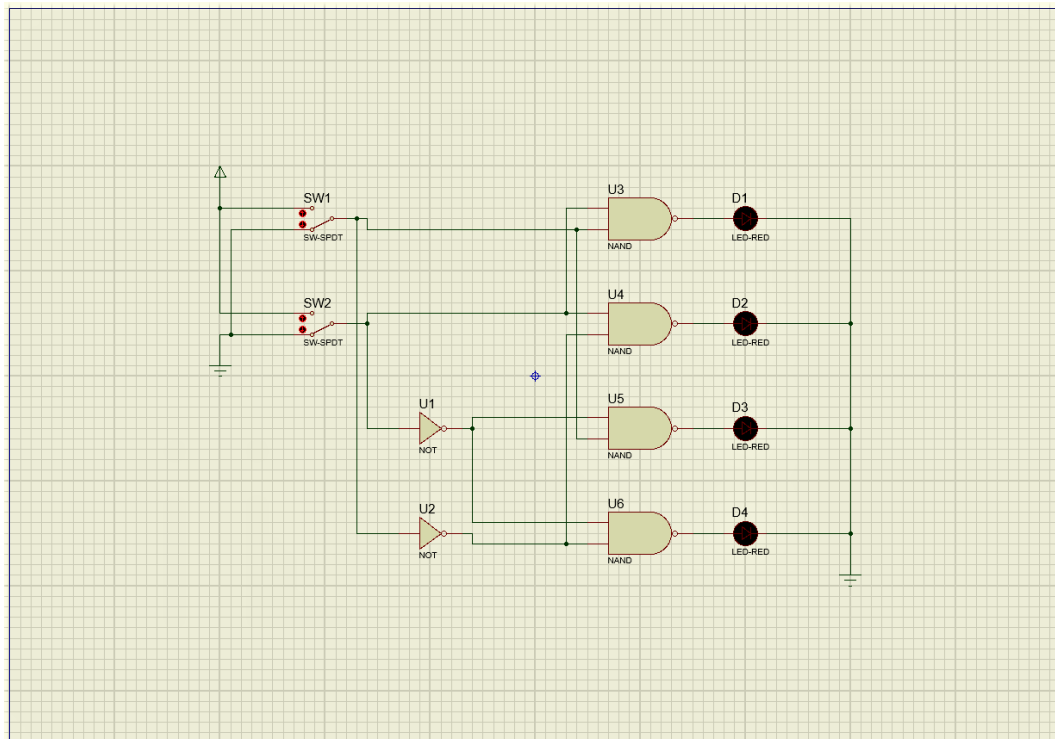 SW1
SW-SPDT
SW2
SW-SPDT
U1
NOT
U2
NOT
U3
NAND
U4
NAND
U5
NAND
U6
NAND
D1
LED-RED
D2
LED-RED
D3
LED-RED
D4
LED-RED